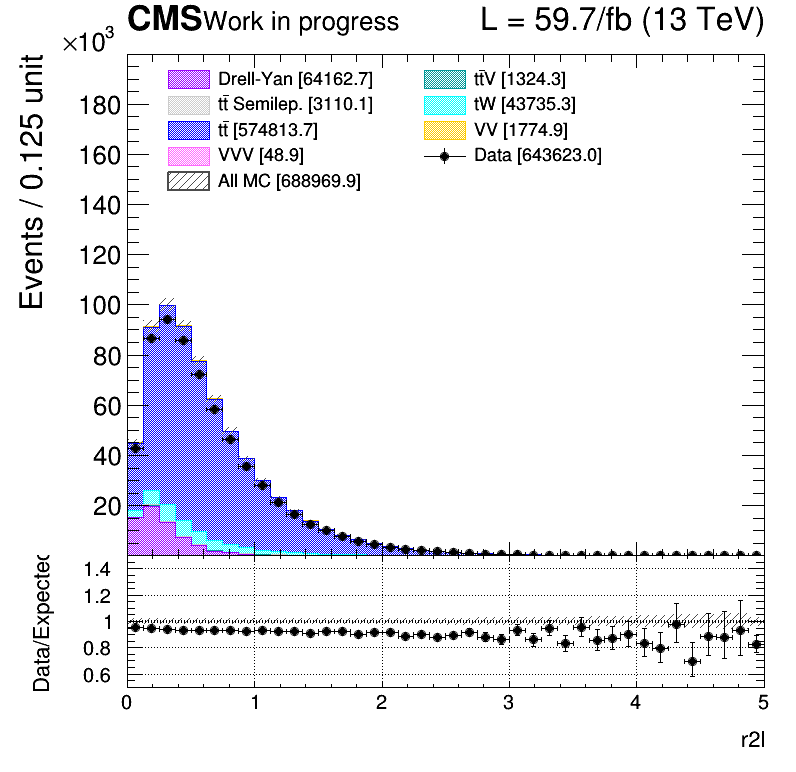 CMS Work in progress L = 59.7/fb (13 TeV)
×10³
Events / 0.125 unit
180
160
140
120
100
80
60
40
20
Drell-Yan [64162.7]
tt̄ Semilep. [3110.1]
tt̄ [574813.7]
VVV [48.9]
All MC [688969.9]
tt̄V [1324.3]
tW [43735.3]
VV [1774.9]
Data [643623.0]
Data/Expected
1.4
1.2
1
0.8
0.6
0 1 2 3 4 5
r2l